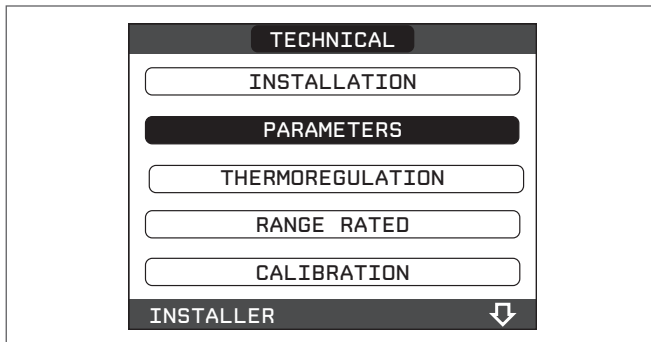 TECHNICAL
INSTALLATION
PARAMETERS
THERMOREGULATION
RANGE RATED
CALIBRATION
INSTALLER